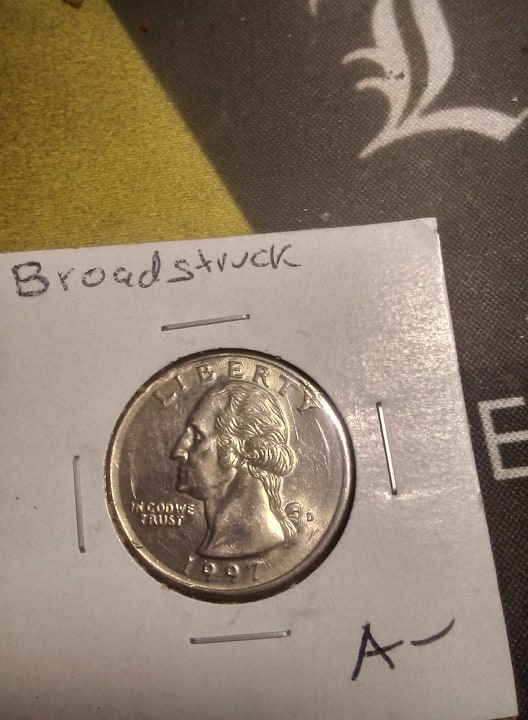 L
Broadstruck
E
LIBERTY
IN GOD WE
TRUST
D
1997
A-